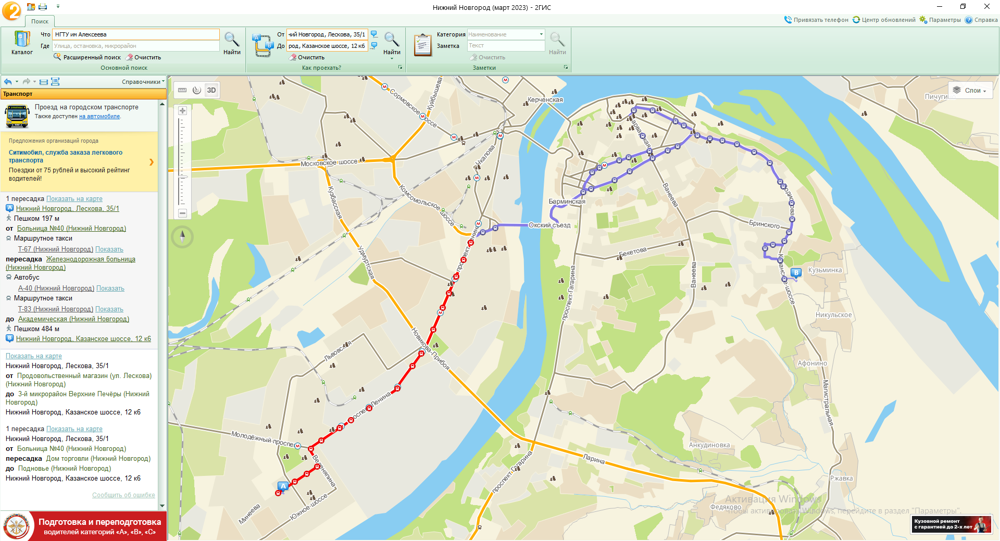 Нижний Новгород (март 2023) - 2ГИС
2
Поиск
Привязать телефон
Центр обновлений
Параметры
Справка
Каталог
Что
НГТУ им Алексеева
Где
Улица, остановка, микрорайон
Расширенный поиск
Очистить
Найти
Основной поиск
От
ний Новгород, Лескова, 35/1
До
род, Казанское шоссе, 12 к6
Очистить
Найти
Как проехать?
Категория
Наименование
Заметка
Текст
Очистить
Найти
Заметки
Справочники
Транспорт
Проезд на городском транспорте
Также доступен на автомобиле.
Предложения организаций города
Ситимобил, служба заказа легкового
транспорта
Поездки от 75 рублей и высокий рейтинг
водителей!
1 пересадка Показать на карте
A Нижний Новгород, Лескова, 35/1
Пешком 197 м
от Больница №40 (Нижний Новгород)
Маршрутное такси
Т-67 (Нижний Новгород) Показать
пересадка Железнодорожная больница
(Нижний Новгород)
Автобус
А-40 (Нижний Новгород) Показать
Маршрутное такси
Т-83 (Нижний Новгород) Показать
до Академическая (Нижний Новгород)
Пешком 484 м
B Нижний Новгород, Казанское шоссе, 12 к6
Показать на карте
Нижний Новгород, Лескова, 35/1
от Продовольственный магазин (ул. Лескова)
(Нижний Новгород)
до 3-й микрорайон Верхние Печёры (Нижний
Новгород)
Нижний Новгород, Казанское шоссе, 12 к6
1 пересадка Показать на карте
Нижний Новгород, Лескова, 35/1
от Больница №40 (Нижний Новгород)
пересадка Дом торговли (Нижний Новгород)
до Подновье (Нижний Новгород)
Нижний Новгород, Казанское шоссе, 12 к6
Сообщить об ошибке
Подготовка и переподготовка
водителей категорий «А», «В», «С»
3D
Слои
Сормовское шоссе
Куйбышева
Керченская
Пичугино
Московское шоссе
Чкалова
Кузбасская
Комсомольское шоссе
Ванеева
Барминская
Окский съезд
Бринского
проспект Ленина
Удмуртская
Бекетова
Ванеева
проспект Гагарина
Казанское шоссе
B
Кузьминка
Никульское
Новикова-Прибоя
Львовская
Афонино
Магистральная
проспект Ленина
Молодёжный проспект
Веденяпина
A
Минеева
Южное шоссе
проспект Гагарина
Ларина
Анкудиновка
Ржавка
Федяково
Активация Windows
Чтобы активировать Windows, перейдите в раздел "Параметры".
Кузовной ремонт
с гарантией до 2-х лет